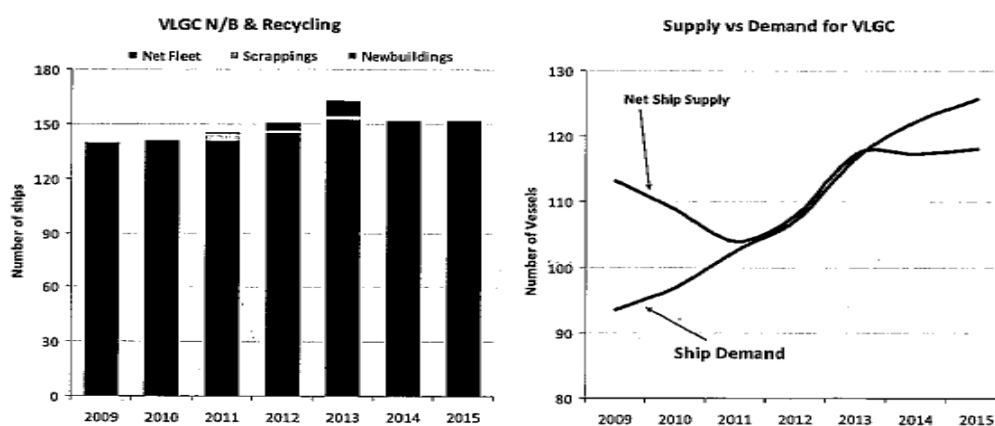 VLGC N/B & Recycling
Net Fleet Scrappings Newbuildings
Number of ships
180
150
120
90
60
30
0
2009 2010 2011 2012 2013 2014 2015
Supply vs Demand for VLGC
Number of Vessels
130
120
110
100
90
80
Net Ship Supply
Ship Demand
2009 2010 2011 2012 2013 2014 2015